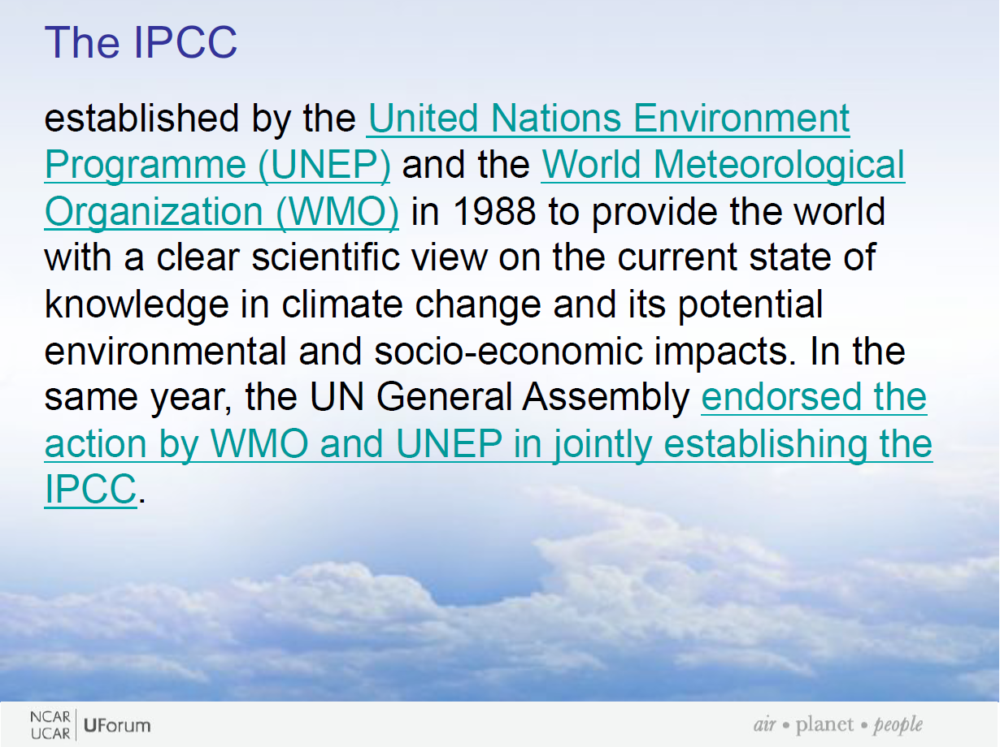 The IPCC
established by the United Nations Environment
Programme (UNEP) and the World Meteorological
Organization (WMO) in 1988 to provide the world
with a clear scientific view on the current state of
knowledge in climate change and its potential
environmental and socio-economic impacts. In the
same year, the UN General Assembly endorsed the
action by WMO and UNEP in jointly establishing the
IPCC.
NCAR
UCAR
UForum
air • planet • people